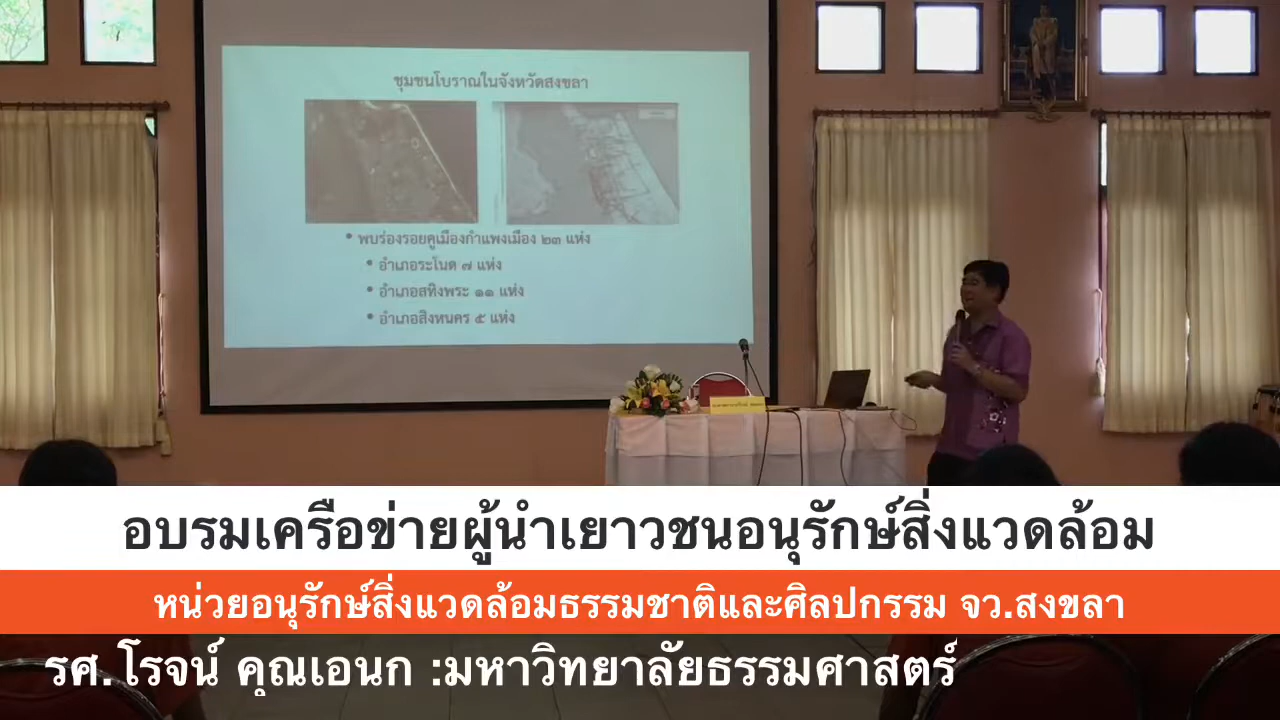 ชุมชนโบราณในจังหวัดสงขลา
• พบร่องรอยคูเมืองกำแพงเมือง ๒๓ แห่ง
• อำเภอระโนด ๗ แห่ง
• อำเภอสทิงพระ ๑๑ แห่ง
• อำเภอสิงหนคร ๕ แห่ง
อบรมเครือข่ายผู้นำเยาวชนอนุรักษ์สิ่งแวดล้อม
หน่วยอนุรักษ์สิ่งแวดล้อมธรรมชาติและศิลปกรรม จว.สงขลา
รศ.โรจน์ คุณเอนก :มหาวิทยาลัยธรรมศาสตร์